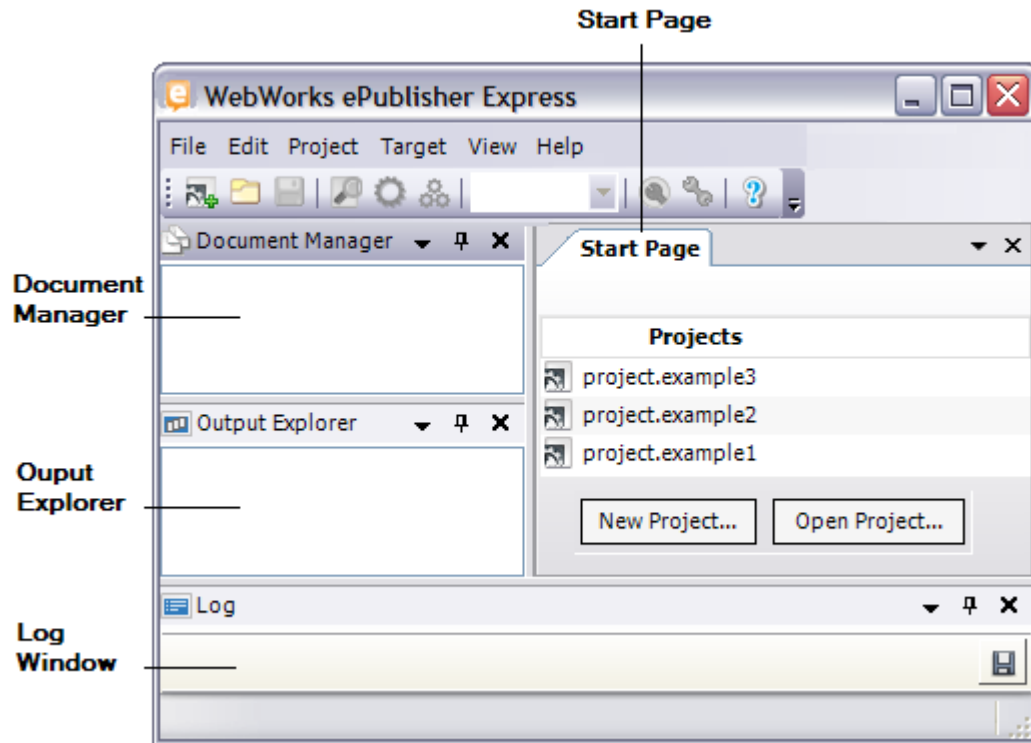 Start Page
WebWorks ePublisher Express
File Edit Project Target View Help
Document Manager
Start Page
Document
Manager
Projects
project.example3
project.example2
project.example1
Output Explorer
Ouput
Explorer
New Project... Open Project...
Log
Log
Window